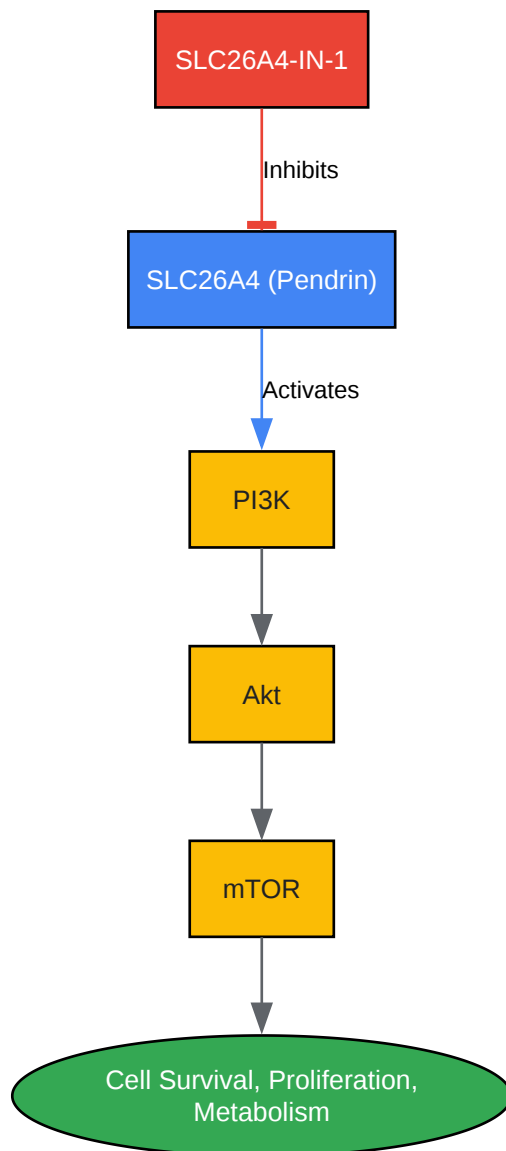 SLC26A4-IN-1
Inhibits
SLC26A4 (Pendrin)
Activates
PI3K
Akt
mTOR
Cell Survival, Proliferation,
Metabolism